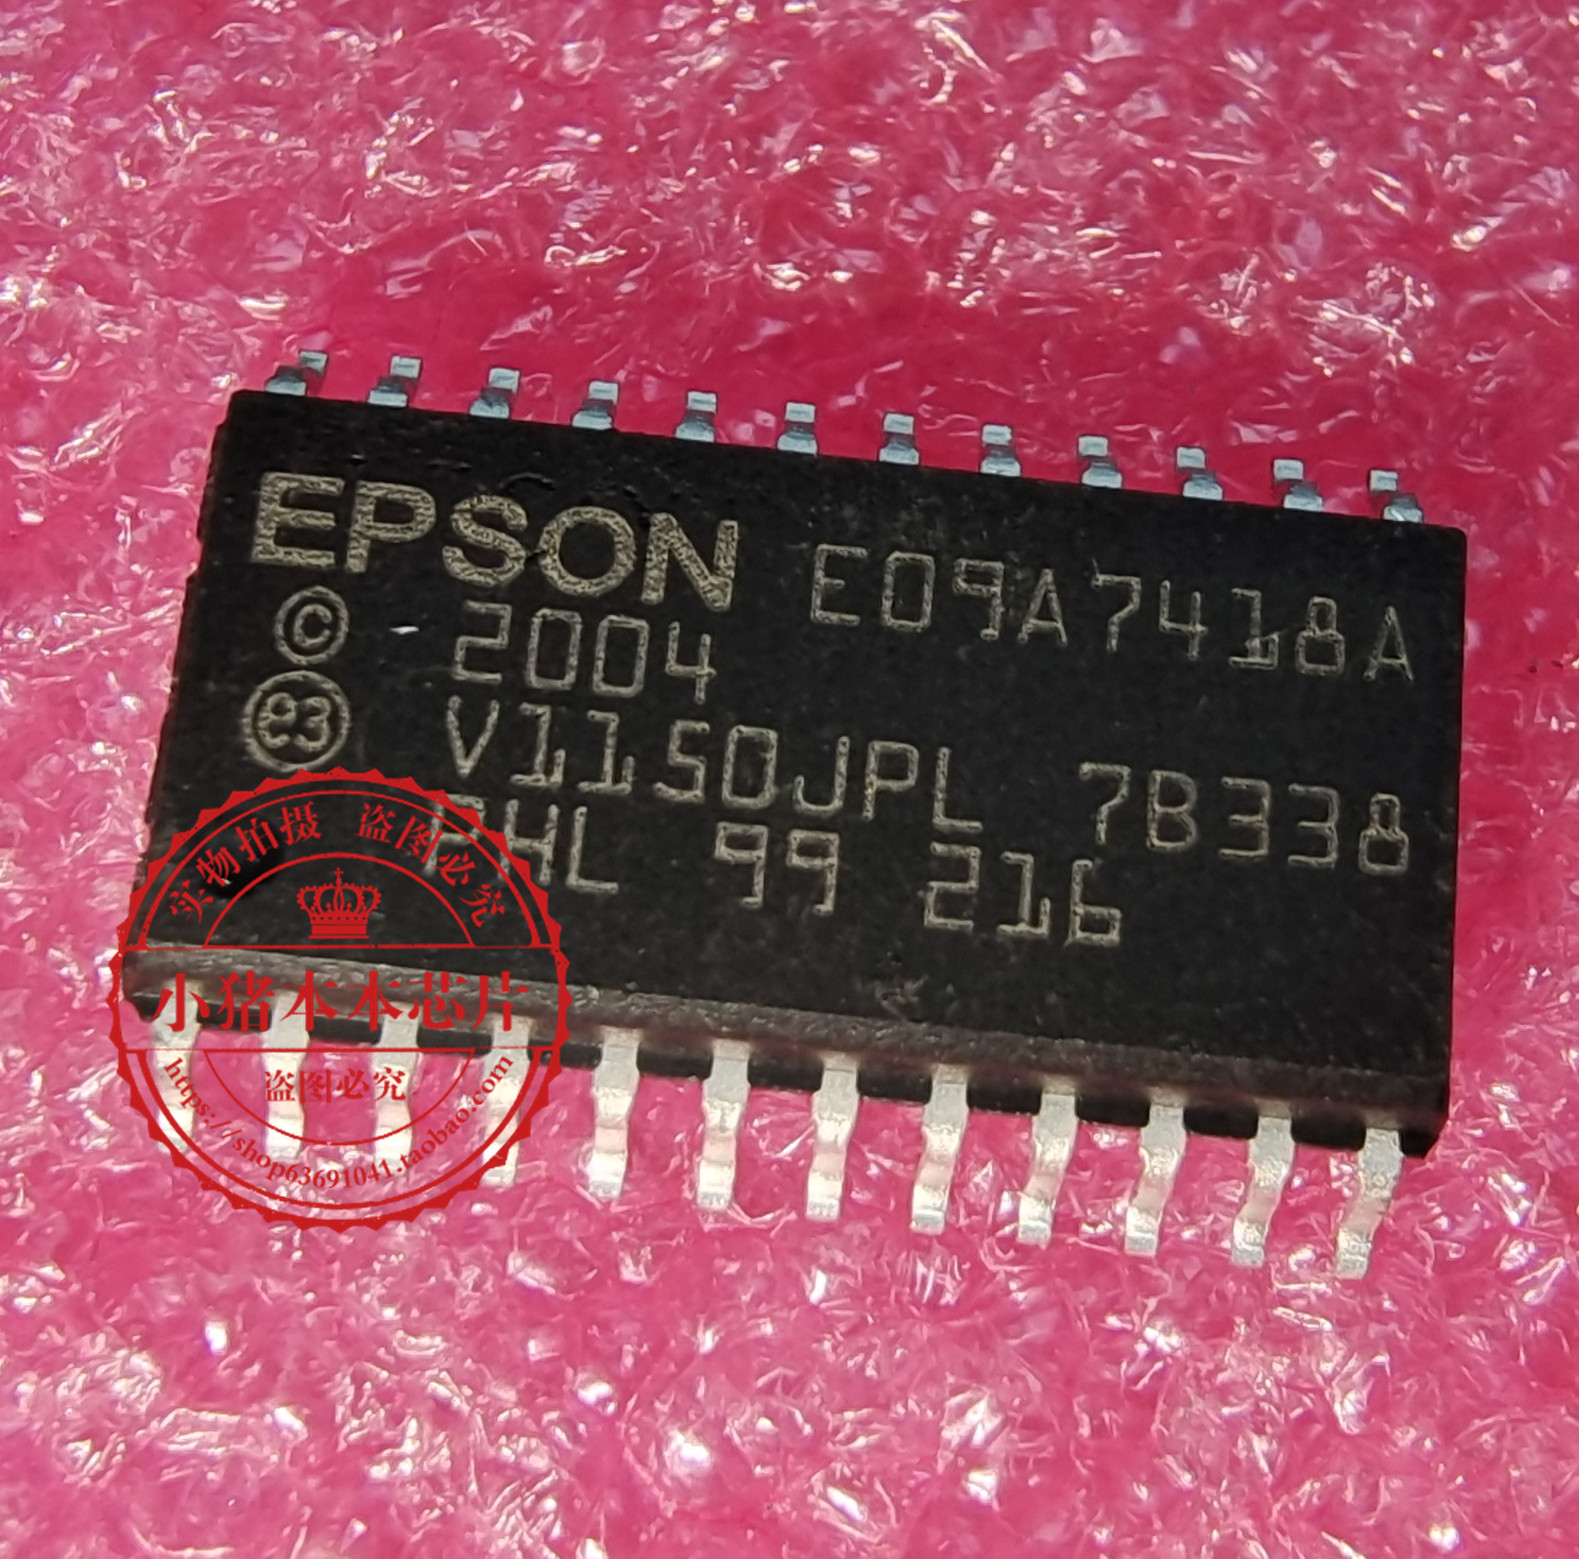 EPSON E09A7418A
© 2004
V1150JPL 7B338
99 216
实物拍摄 盗图必究
小猪本本芯片
盗图必究
https://shop63691041.taobao.com